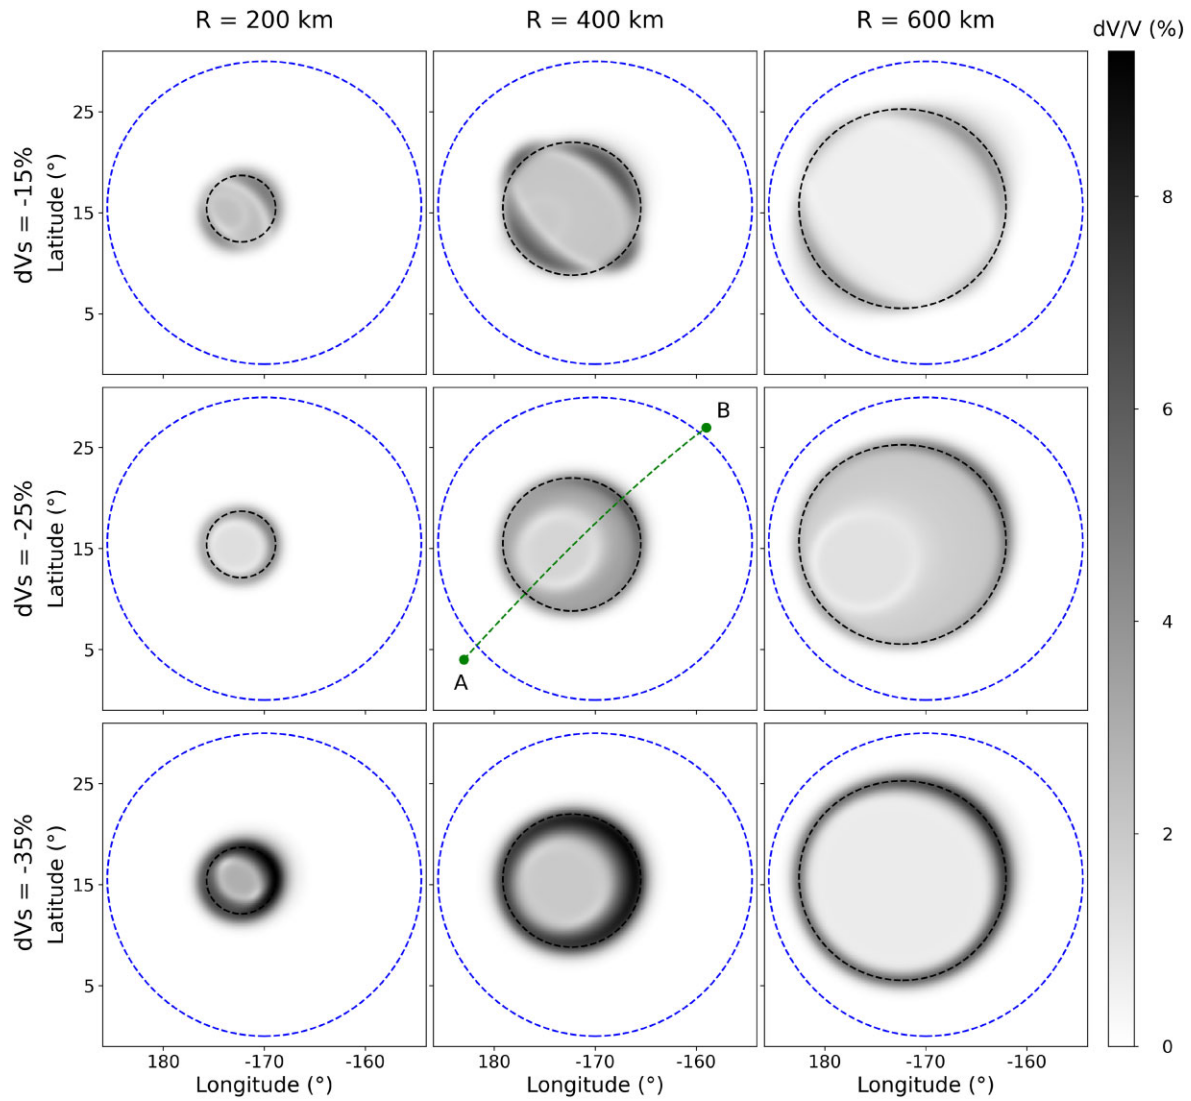 R = 200 km
R = 400 km
R = 600 km
dV/V (%)
dVs = -15%
Latitude (°)
25
15
5
8
6
dVs = -25%
Latitude (°)
25
15
5
B
A
4
dVs = -35%
Latitude (°)
25
15
5
2
0
180 -170 -160
180 -170 -160
180 -170 -160
Longitude (°)
Longitude (°)
Longitude (°)